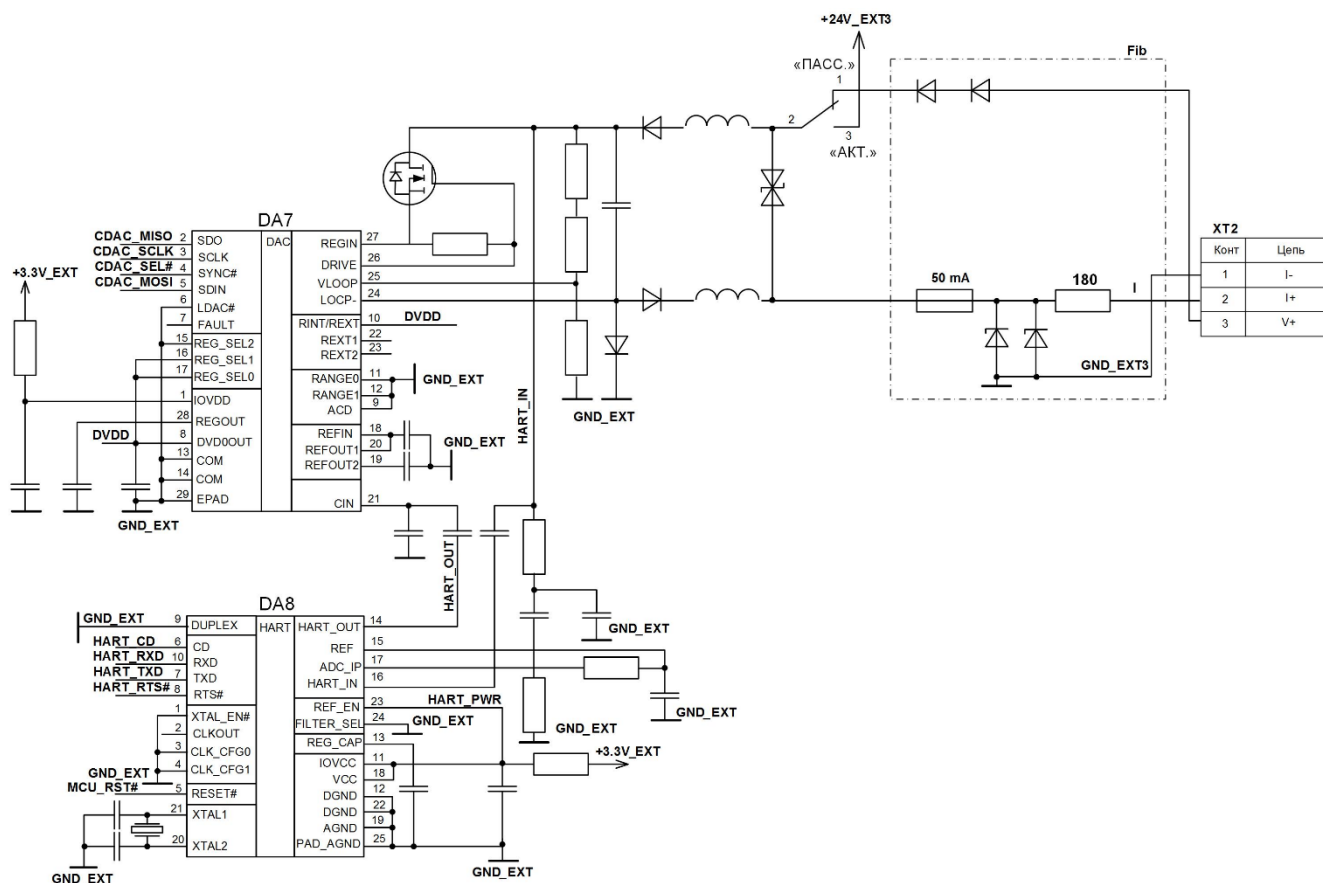 +24V_EXT3
«ПАСС.»
1
2
3
«АКТ.»
Fib
XT2
Конт Цепь
1 I-
2 I+
3 V+
50 mA
180
I
GND_EXT3
DA7
DAC
CDAC_MISO 2 SDO
CDAC_SCLK 3 SCLK
CDAC_SEL# 4 SYNC#
CDAC_MOSI 5 SDIN
6 LDAC#
7 FAULT
15 REG_SEL2
16 REG_SEL1
17 REG_SEL0
1 IOVDD
28 REGOUT
DVDD 8 DVD0OUT
13 COM
14 COM
29 EPAD
+3.3V_EXT
GND_EXT
REGIN 27
DRIVE 26
VLOOP 25
LOCP- 24
RINT/REXT 10 DVDD
REXT1 22
REXT2 23
RANGE0 11
RANGE1 12
ACD 9
GND_EXT
REFIN 18
REFOUT1 20
REFOUT2 19
GND_EXT
CIN 21
GND_EXT
HART_IN
HART_OUT
DA8
HART
GND_EXT 9 DUPLEX
HART_CD 6 CD
HART_RXD 10 RXD
HART_TXD 7 TXD
HART_RTS# 8 RTS#
1 XTAL_EN#
2 CLKOUT
3 CLK_CFG0
4 CLK_CFG1
GND_EXT
MCU_RST# 5 RESET#
21 XTAL1
20 XTAL2
GND_EXT
HART_OUT 14
REF 15
ADC_IP 17
HART_IN 16
REF_EN 23 HART_PWR
FILTER_SEL 24 GND_EXT
REG_CAP 13
IOVCC 11
VCC 18
DGND 12
DGND 22
AGND 19
PAD_AGND 25
GND_EXT
GND_EXT
GND_EXT
+3.3V_EXT
GND_EXT